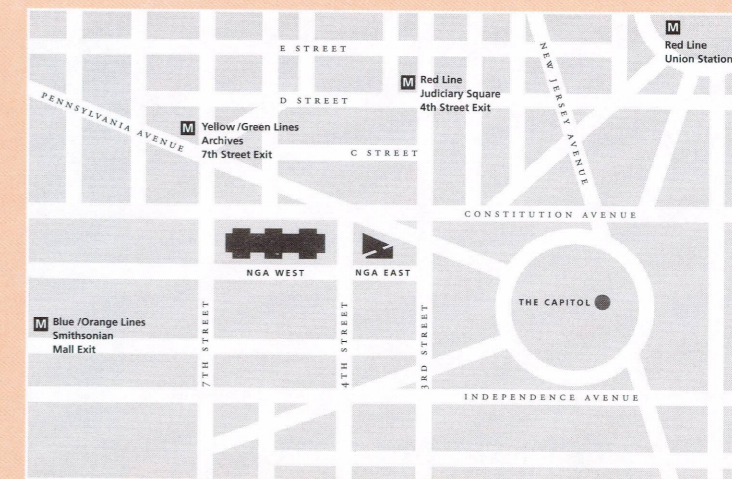 E STREET
M
Red Line
Union Station
NEW JERSEY AVENUE
M
Red Line
Judiciary Square
4th Street Exit
D STREET
PENNSYLVANIA AVENUE
M
Yellow/Green Lines
Archives
7th Street Exit
C STREET
CONSTITUTION AVENUE
NGA WEST
NGA EAST
THE CAPITOL
M
Blue/Orange Lines
Smithsonian
Mall Exit
7TH STREET
4TH STREET
3RD STREET
INDEPENDENCE AVENUE